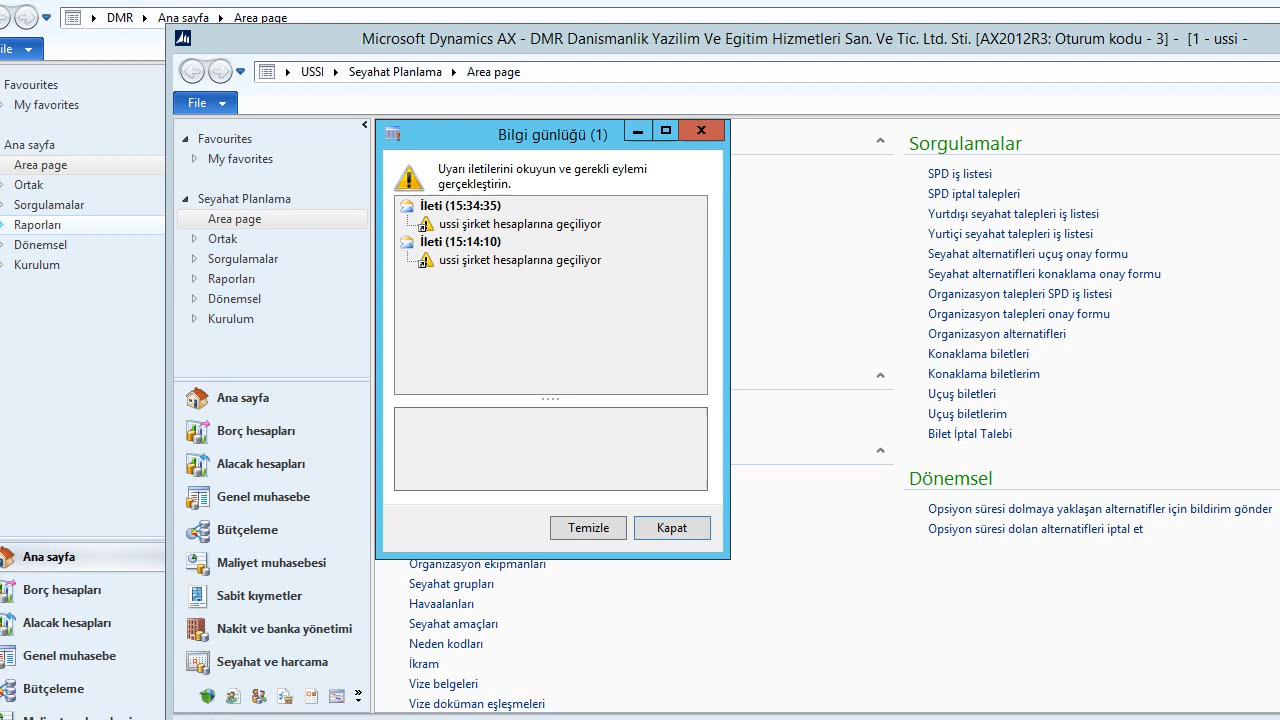 DMR Ana sayfa Area page
Microsoft Dynamics AX - DMR Danismanlik Yazilim Ve Egitim Hizmetleri San. Ve Tic. Ltd. Sti. [AX2012R3: Oturum kodu - 3] - [1 - ussi -
ile
Favourites
My favorites
Ana sayfa
Area page
Ortak
Sorgulamalar
Raporları
Dönemsel
Kurulum
Ana sayfa
Borç hesapları
Alacak hesapları
Genel muhasebe
Bütçeleme
USSI Seyahat Planlama Area page
File
Favourites
My favorites
Seyahat Planlama
Area page
Ortak
Sorgulamalar
Raporları
Dönemsel
Kurulum
Ana sayfa
Borç hesapları
Alacak hesapları
Genel muhasebe
Bütçeleme
Maliyet muhasebesi
Sabit kıymetler
Nakit ve banka yönetimi
Seyahat ve harcama
Bilgi günlüğü (1)
Uyarı iletilerini okuyun ve gerekli eylemi
gerçekleştirin.
İleti (15:34:35)
ussi şirket hesaplarına geçiliyor
İleti (15:14:10)
ussi şirket hesaplarına geçiliyor
Temizle Kapat
Organizasyon ekipmanları
Seyahat grupları
Havaalanları
Seyahat amaçları
Neden kodları
İkram
Vize belgeleri
Vize doküman eşleşmeleri
Sorgulamalar
SPD iş listesi
SPD iptal talepleri
Yurtdışı seyahat talepleri iş listesi
Yurtiçi seyahat talepleri iş listesi
Seyahat alternatifleri uçuş onay formu
Seyahat alternatifleri konaklama onay formu
Organizasyon talepleri SPD iş listesi
Organizasyon talepleri onay formu
Organizasyon alternatifleri
Konaklama biletleri
Konaklama biletlerim
Uçuş biletleri
Uçuş biletlerim
Bilet İptal Talebi
Dönemsel
Opsiyon süresi dolmaya yaklaşan alternatifler için bildirim gönder
Opsiyon süresi dolan alternatifleri iptal et